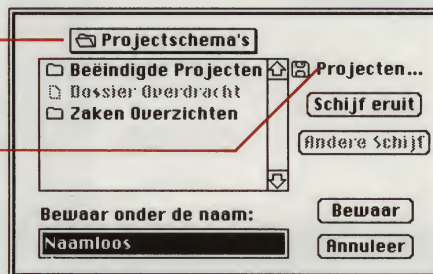 Projectschema's
Beëindigde Projecten
Dossier Overdracht
Zaken Overzichten
Projecten...
Schijf eruit
Andere Schijf
Bewaar onder de naam:
Naamloos
Bewaar
Annuleer